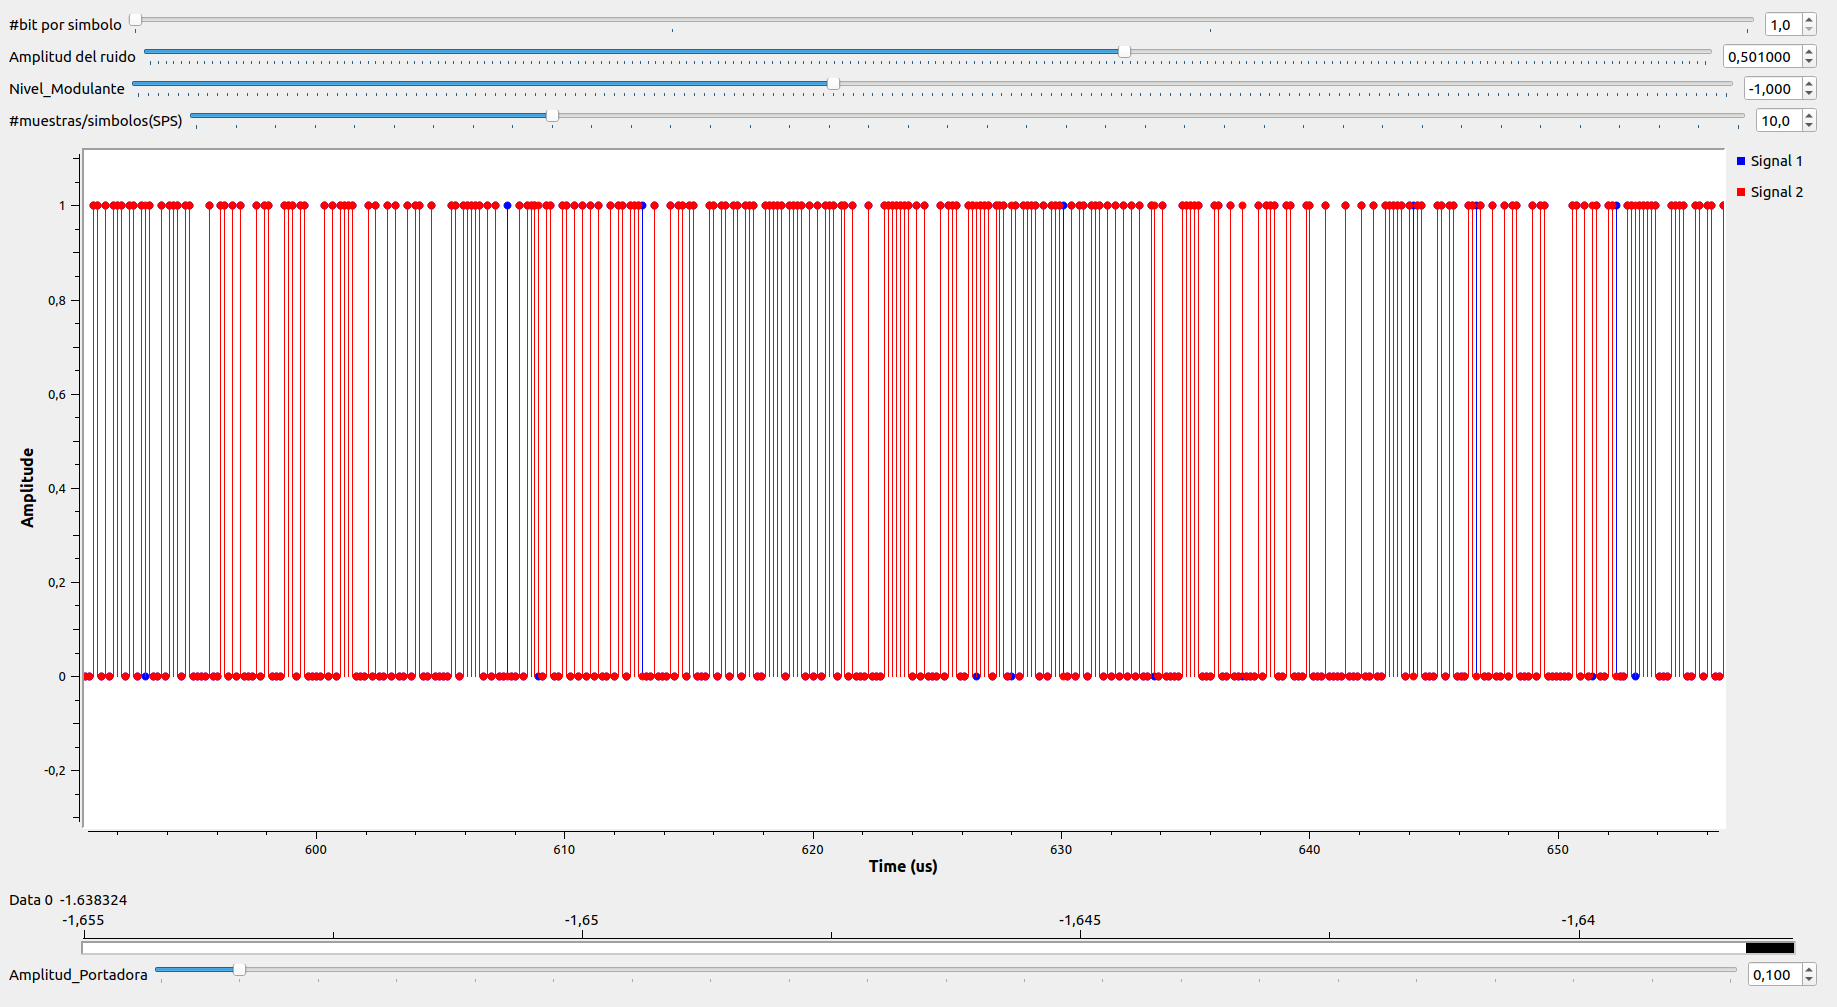 #bit por simbolo 1,0
Amplitud del ruido 0,501000
Nivel_Modulante -1,000
#muestras/simbolos(SPS) 10,0
Signal 1
Signal 2
1
0,8
0,6
0,4
0,2
0
-0,2
Amplitude
600 610 620 630 640 650
Time (us)
Data 0 -1.638324
-1,655 -1,65 -1,645 -1,64
Amplitud_Portadora 0,100